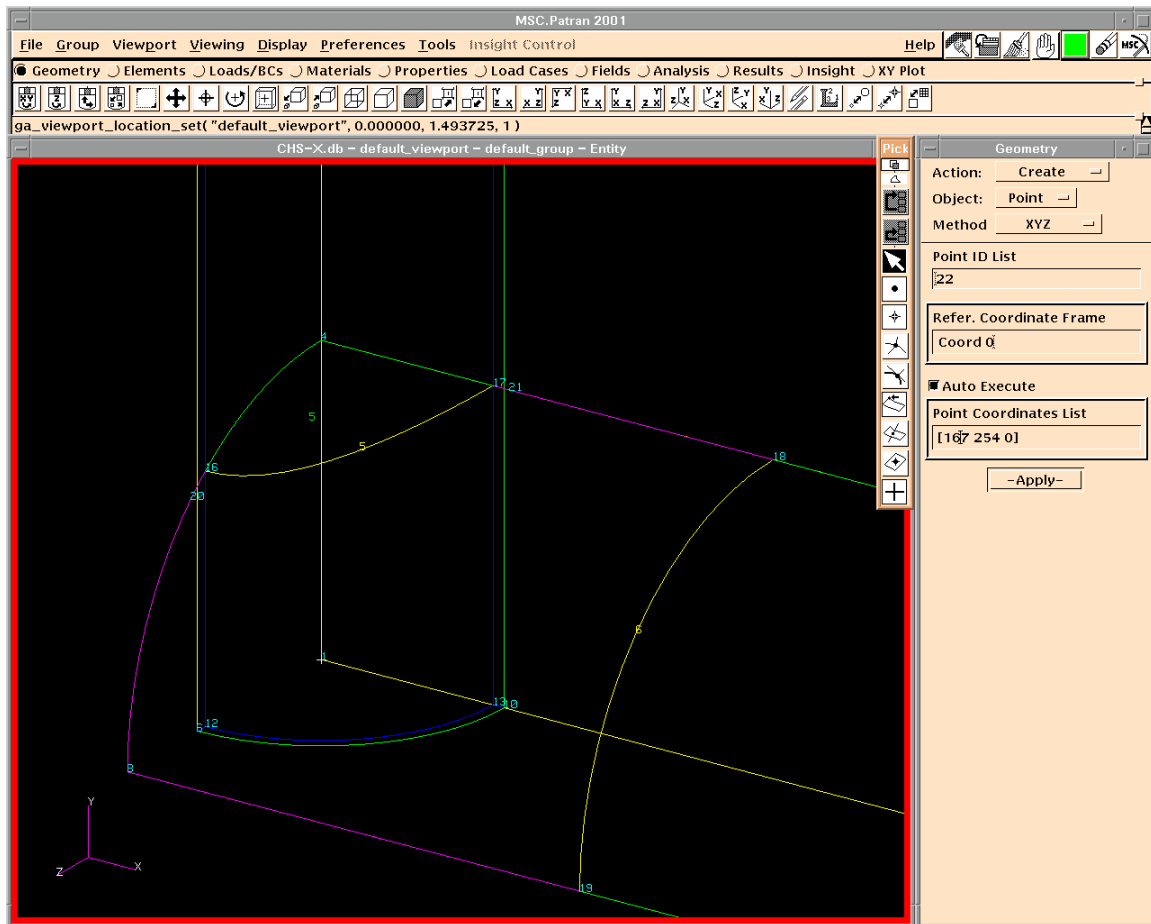 MSC.Patran 2001
File Group Viewport Viewing Display Preferences Tools Insight Control Help
MSC
Geometry Elements Loads/BCs Materials Properties Load Cases Fields Analysis Results Insight XY Plot
ga_viewport_location_set( "default_viewport", 0.000000, 1.493725, 1 )
CHS-X.db - default_viewport - default_group - Entity
Pick
Geometry
Action: Create
Object: Point
Method XYZ
Point ID List
22
Refer. Coordinate Frame
Coord 0
Auto Execute
Point Coordinates List
[167 254 0]
-Apply-
4
17 21
5
5
16
18
20
6
1
13 10
6 12
8
19
Y
Z X